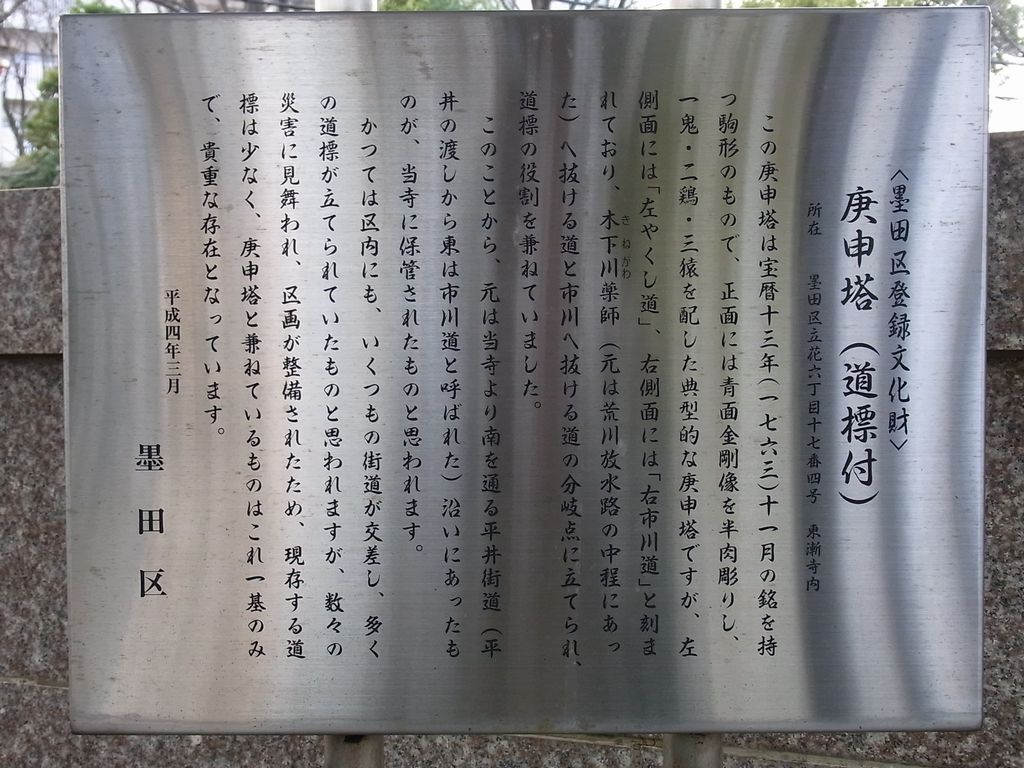 〈墨田区登録文化財〉
庚申塔（道標付）
所在　墨田区立花六丁目十七番四号　東漸寺内
この庚申塔は宝暦十三年（一七六三）十一月の銘を持
つ駒形のもので、正面には青面金剛像を半肉彫りし、
一鬼・二鶏・三猿を配した典型的な庚申塔ですが、左
側面には「左やくし道」、右側面には「右市川道」と刻ま
れており、木下川薬師（元は荒川放水路の中程にあっ
きねがわ
た）へ抜ける道と市川へ抜ける道の分岐点に立てられ、
道標の役割を兼ねていました。
このことから、元は当寺より南を通る平井街道（平
井の渡しから東は市川道と呼ばれた）沿いにあったも
のが、当寺に保管されたものと思われます。
かつては区内にも、いくつもの街道が交差し、多く
の道標が立てられていたものと思われますが、数々の
災害に見舞われ、区画が整備されたため、現存する道
標は少なく、庚申塔と兼ねているものはこれ一基のみ
で、貴重な存在となっています。
平成四年三月
墨田区